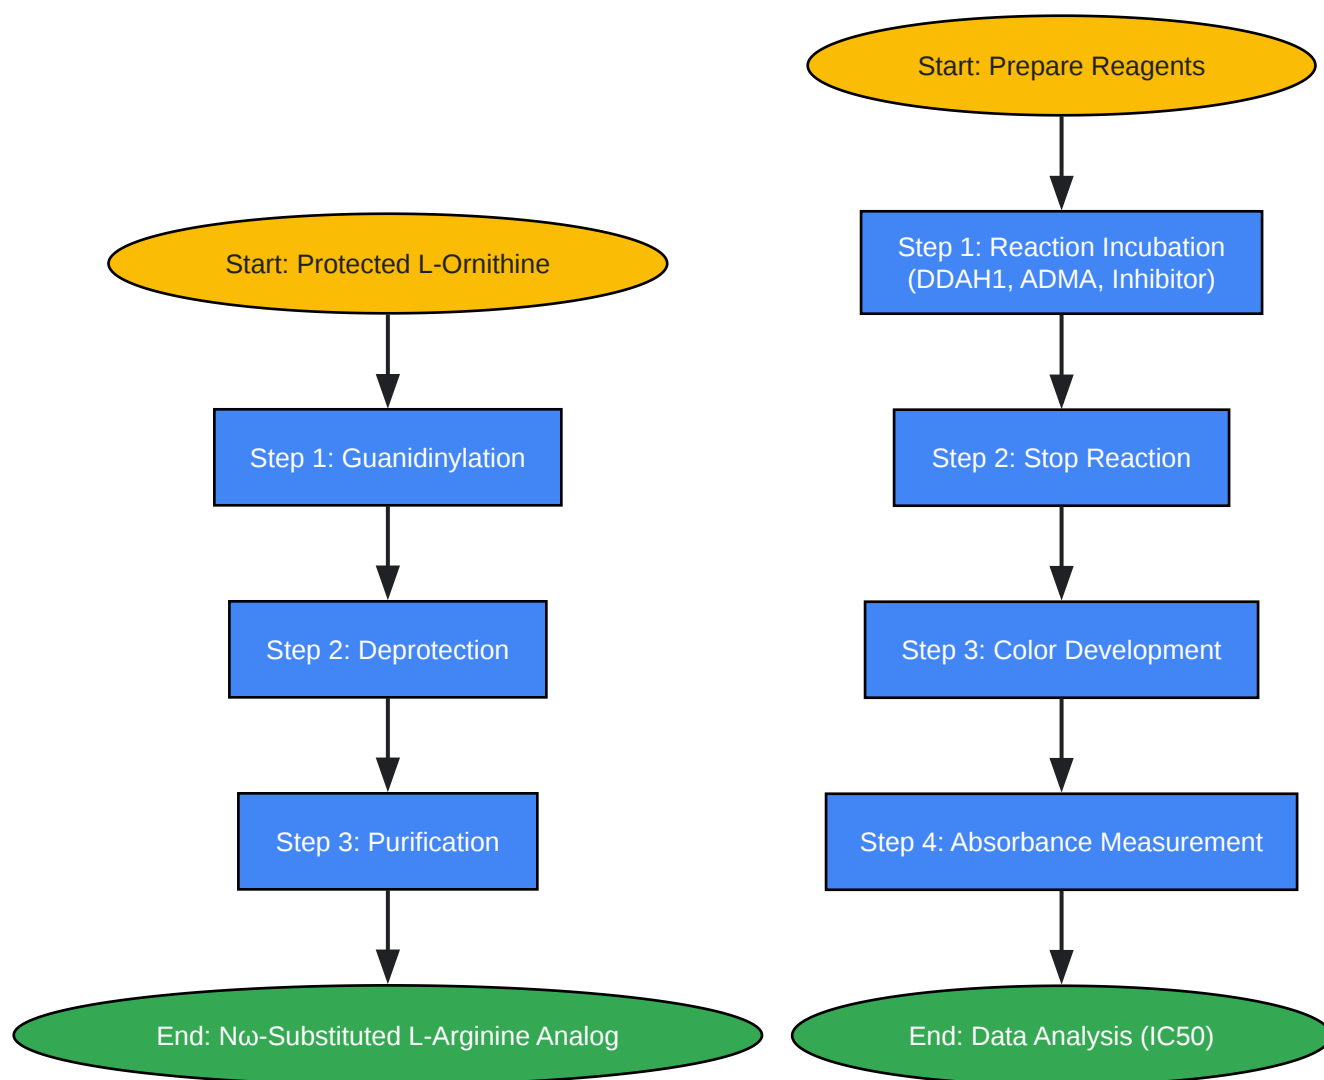 Start: Protected L-Ornithine
Step 1: Guanidinylation
Step 2: Deprotection
Step 3: Purification
End: Nω-Substituted L-Arginine Analog
Start: Prepare Reagents
Step 1: Reaction Incubation
(DDAH1, ADMA, Inhibitor)
Step 2: Stop Reaction
Step 3: Color Development
Step 4: Absorbance Measurement
End: Data Analysis (IC50)